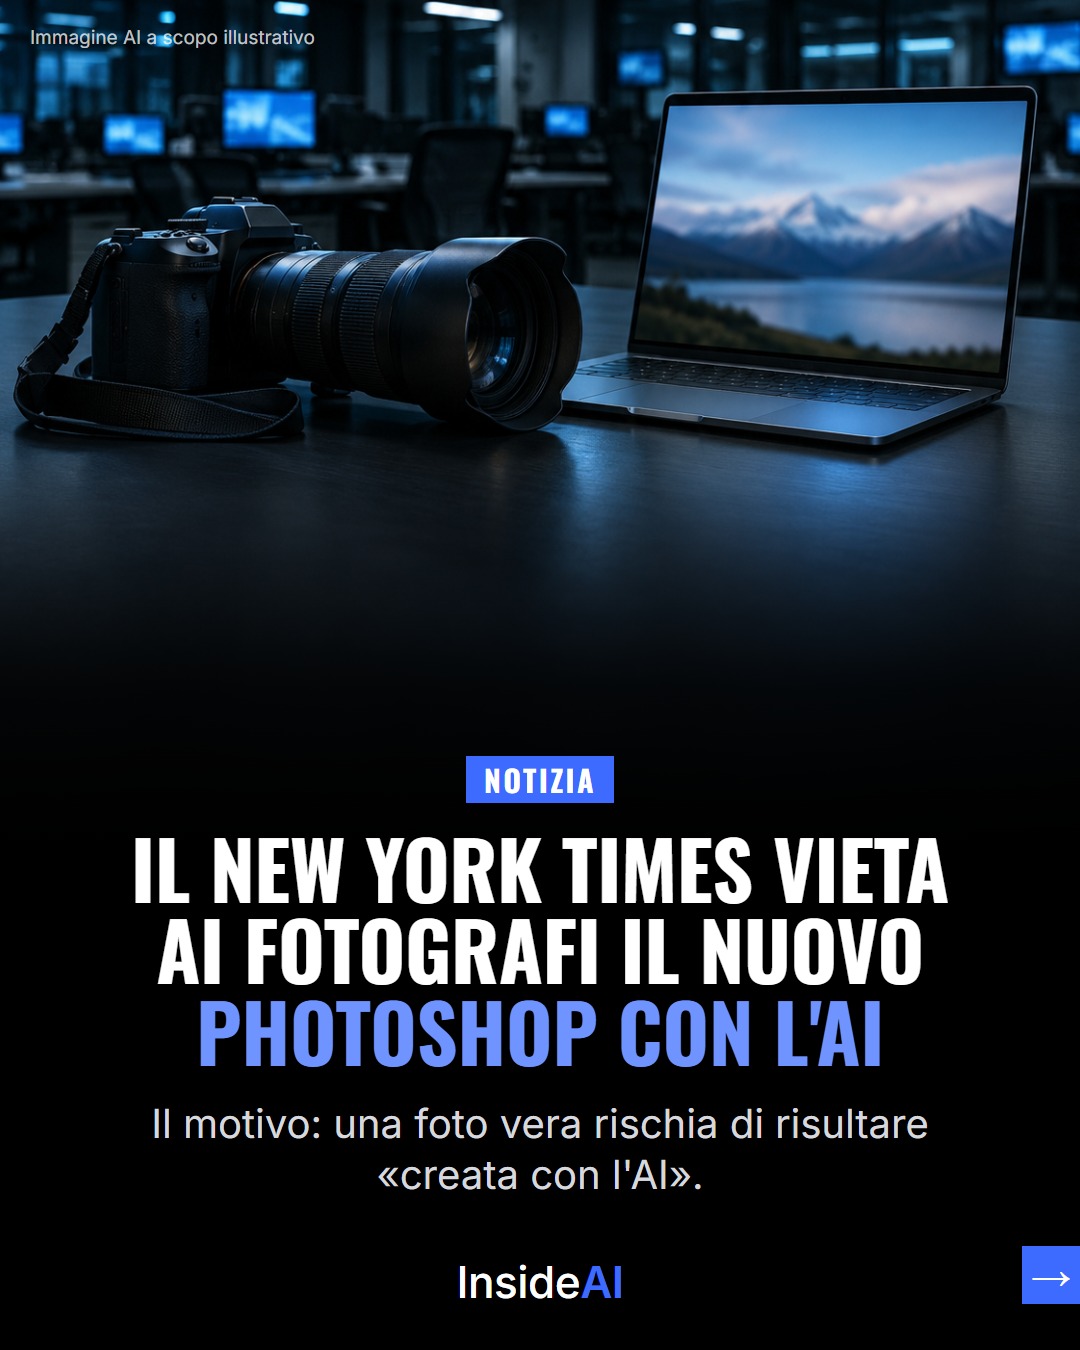 Immagine AI a scopo illustrativo
NOTIZIA
IL NEW YORK TIMES VIETA
AI FOTOGRAFI IL NUOVO
PHOTOSHOP CON L'AI
Il motivo: una foto vera rischia di risultare
«creata con l'AI».
InsideAI
→